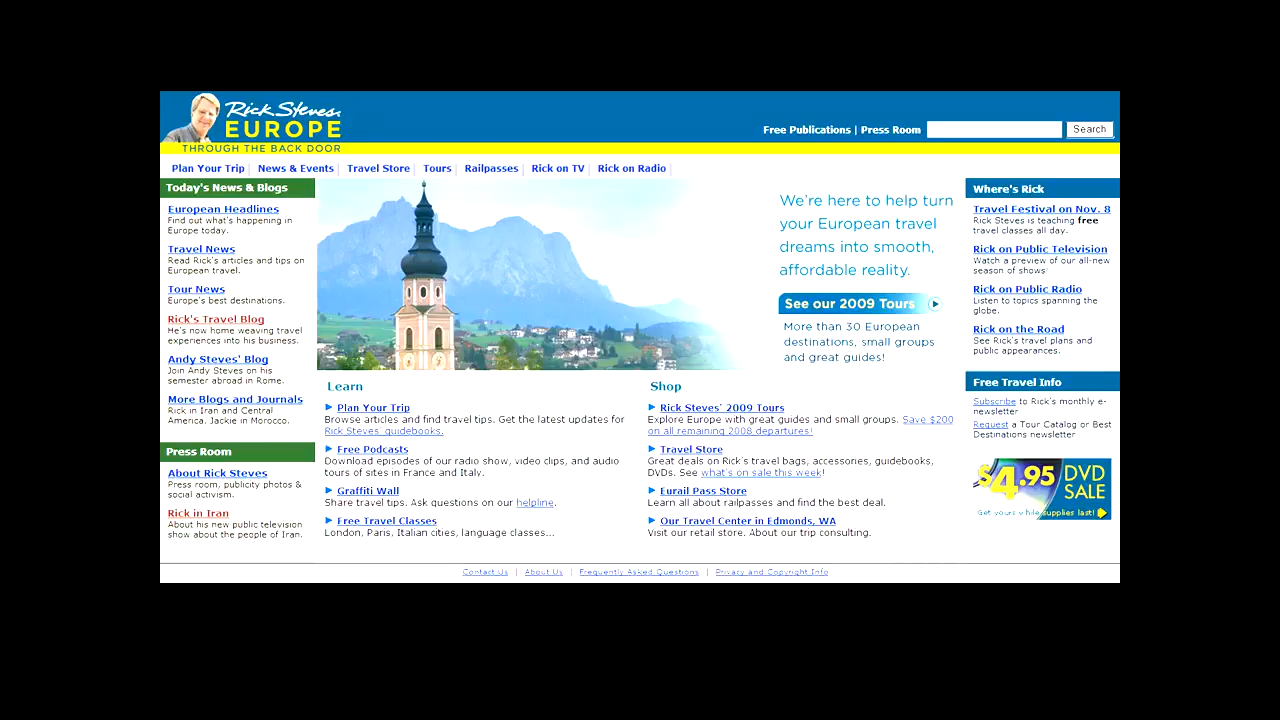 Rick Steves'
EUROPE
THROUGH THE BACK DOOR
Free Publications | Press Room
Search
Plan Your Trip | News & Events | Travel Store | Tours | Railpasses | Rick on TV | Rick on Radio |
Today's News & Blogs
European Headlines
Find out what's happening in
Europe today.
Travel News
Read Rick's articles and tips on
European travel.
Tour News
Europe's best destinations.
Rick's Travel Blog
He's now home weaving travel
experiences into his business.
Andy Steves' Blog
Join Andy Steves on his
semester abroad in Rome.
More Blogs and Journals
Rick in Iran and Central
America. Jackie in Morocco.
Press Room
About Rick Steves
Press room, publicity photos &
social activism.
Rick in Iran
About his new public television
show about the people of Iran.
We're here to help turn
your European travel
dreams into smooth,
affordable reality.
See our 2009 Tours
More than 30 European
destinations, small groups
and great guides!
Learn
Plan Your Trip
Browse articles and find travel tips. Get the latest updates for
Rick Steves' guidebooks.
Free Podcasts
Download episodes of our radio show, video clips, and audio
tours of sites in France and Italy.
Graffiti Wall
Share travel tips. Ask questions on our helpline.
Free Travel Classes
London, Paris, Italian cities, language classes...
Shop
Rick Steves' 2009 Tours
Explore Europe with great guides and small groups. Save $200
on all remaining 2008 departures!
Travel Store
Great deals on Rick's travel bags, accessories, guidebooks,
DVDs. See what's on sale this week!
Eurail Pass Store
Learn all about railpasses and find the best deal.
Our Travel Center in Edmonds, WA
Visit our retail store. About our trip consulting.
Where's Rick
Travel Festival on Nov. 8
Rick Steves is teaching free
travel classes all day.
Rick on Public Television
Watch a preview of our all-new
season of shows!
Rick on Public Radio
Listen to topics spanning the
globe.
Rick on the Road
See Rick's travel plans and
public appearances.
Free Travel Info
Subscribe to Rick's monthly e-
newsletter
Request a Tour Catalog or Best
Destinations newsletter
$4.95 DVD
SALE
Get yours while supplies last!
Contact Us | About Us | Frequently Asked Questions | Privacy and Copyright Info